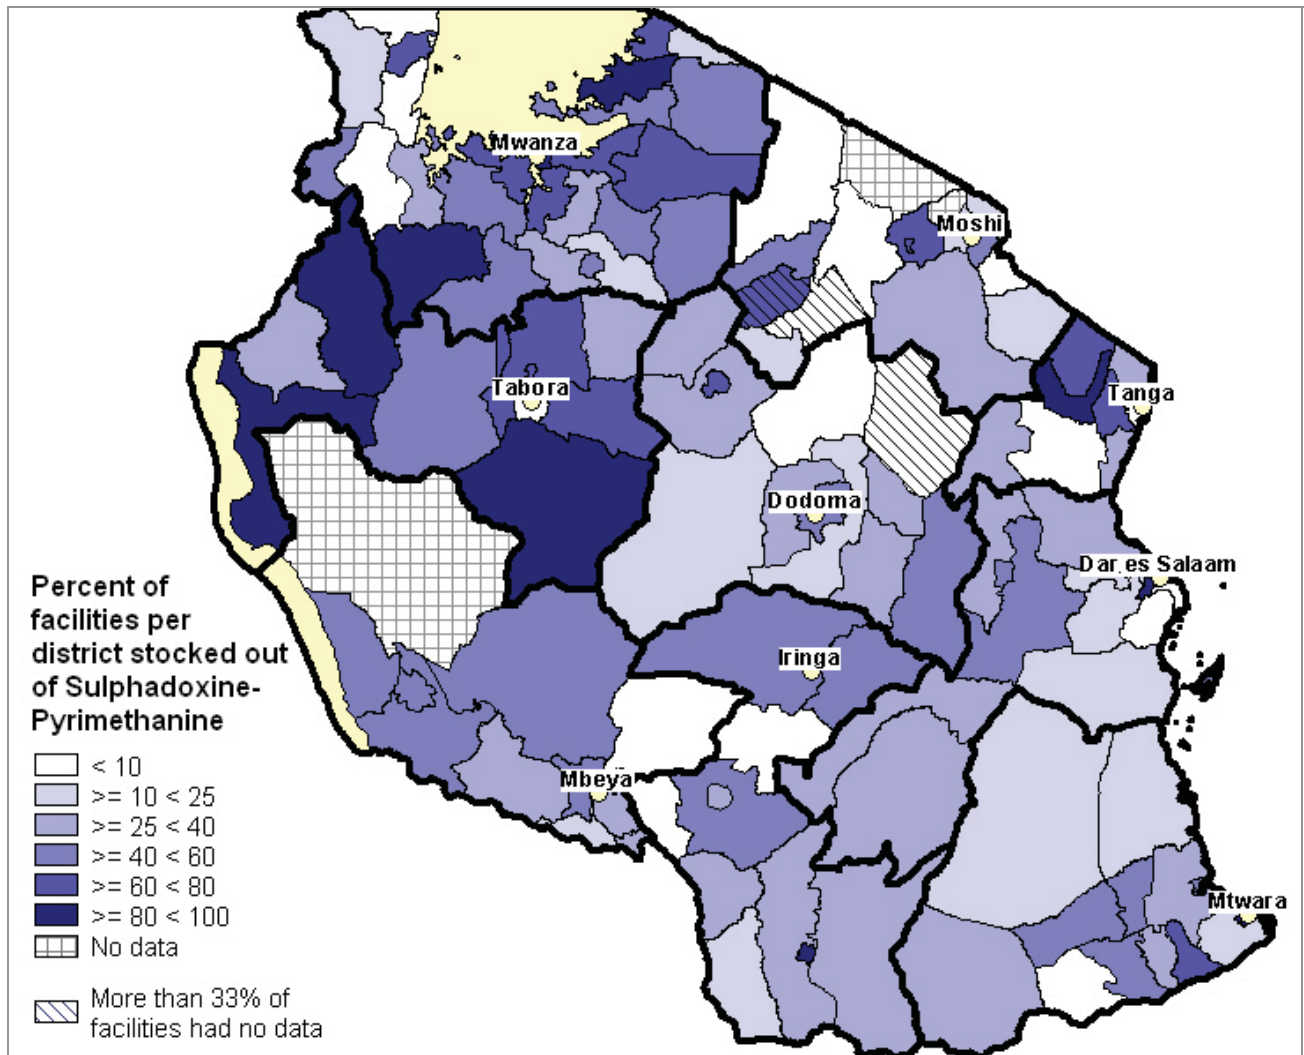 Mwanza
Moshi
Tabora
Tanga
Dodoma
Dar es Salaam
Iringa
Mbeya
Mtwara
Percent of
facilities per
district stocked out
of Sulphadoxine-
Pyrimethanine
< 10
>= 10 < 25
>= 25 < 40
>= 40 < 60
>= 60 < 80
>= 80 < 100
No data
More than 33% of
facilities had no data